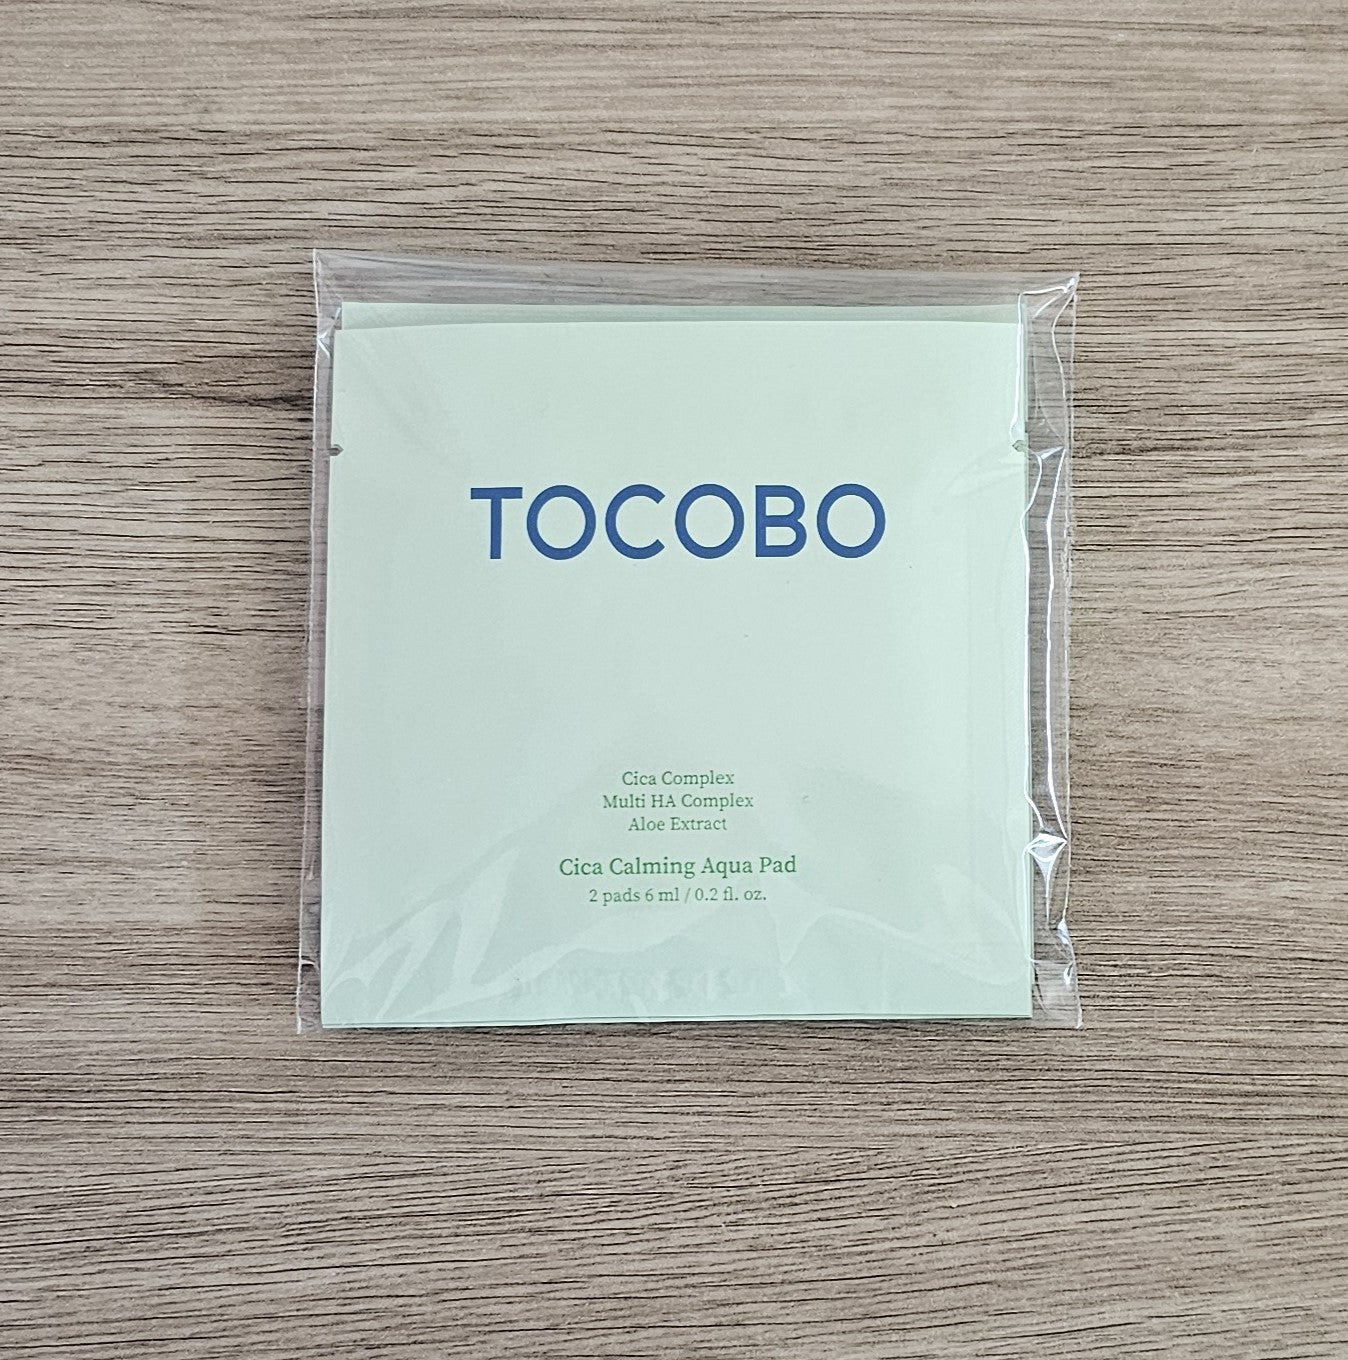 TOCOBO
Cica Complex
Multi HA Complex
Aloe Extract
Cica Calming Aqua Pad
2 pads 6 ml / 0.2 fl. oz.